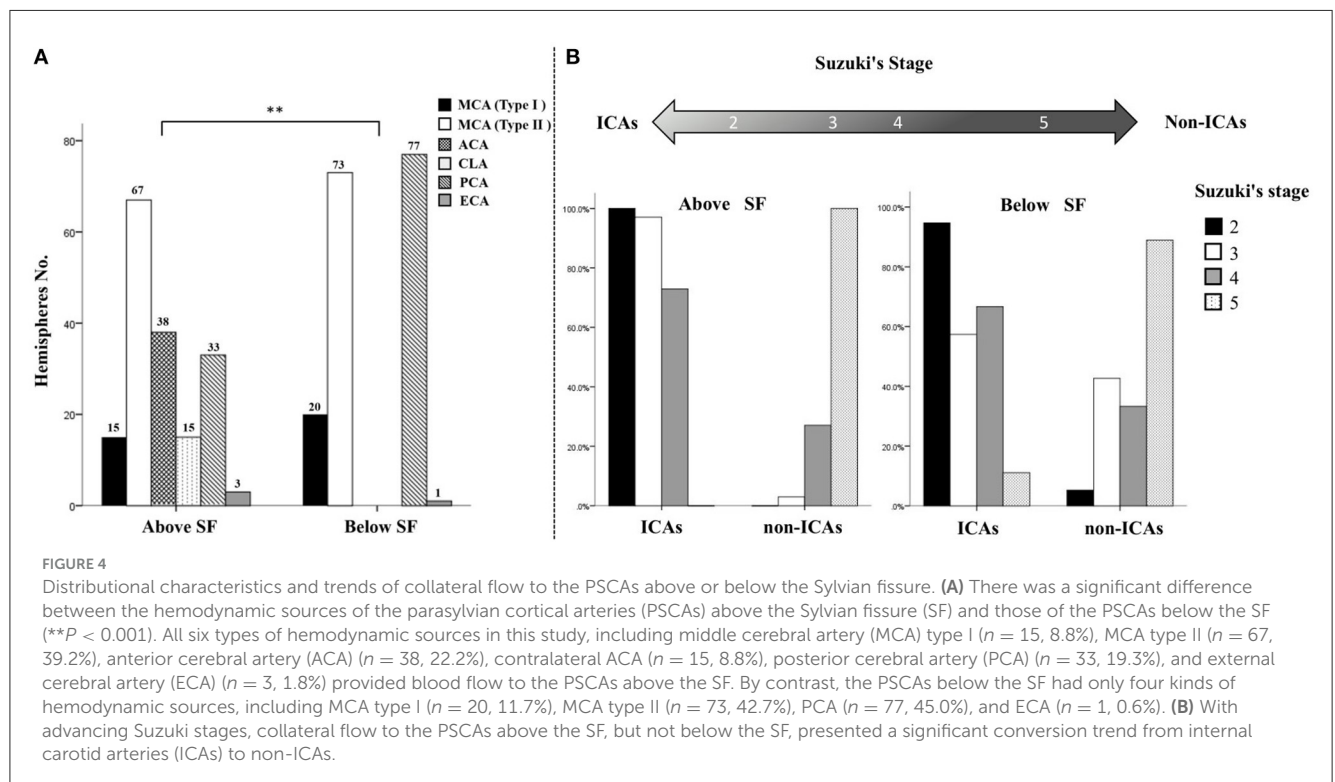 A
**
MCA (Type I)
MCA (Type II)
ACA
CLA
PCA
ECA
Hemispheres No.
80
60
40
20
0
15
67
38
15
33
3
20
73
77
1
Above SF
Below SF
B
Suzuki's Stage
ICAs
2
3
4
5
Non-ICAs
Above SF
100.0%
80.0%
60.0%
40.0%
20.0%
.0%
ICAs
non-ICAs
Below SF
100.0%
80.0%
60.0%
40.0%
20.0%
.0%
ICAs
non-ICAs
Suzuki's stage
2
3
4
5
FIGURE 4
Distributional characteristics and trends of collateral flow to the PSCAs above or below the Sylvian fissure. (A) There was a significant difference
between the hemodynamic sources of the parasylvian cortical arteries (PSCAs) above the Sylvian fissure (SF) and those of the PSCAs below the SF
(**P < 0.001). All six types of hemodynamic sources in this study, including middle cerebral artery (MCA) type I (n = 15, 8.8%), MCA type II (n = 67,
39.2%), anterior cerebral artery (ACA) (n = 38, 22.2%), contralateral ACA (n = 15, 8.8%), posterior cerebral artery (PCA) (n = 33, 19.3%), and external
cerebral artery (ECA) (n = 3, 1.8%) provided blood flow to the PSCAs above the SF. By contrast, the PSCAs below the SF had only four kinds of
hemodynamic sources, including MCA type I (n = 20, 11.7%), MCA type II (n = 73, 42.7%), PCA (n = 77, 45.0%), and ECA (n = 1, 0.6%). (B) With
advancing Suzuki stages, collateral flow to the PSCAs above the SF, but not below the SF, presented a significant conversion trend from internal
carotid arteries (ICAs) to non-ICAs.